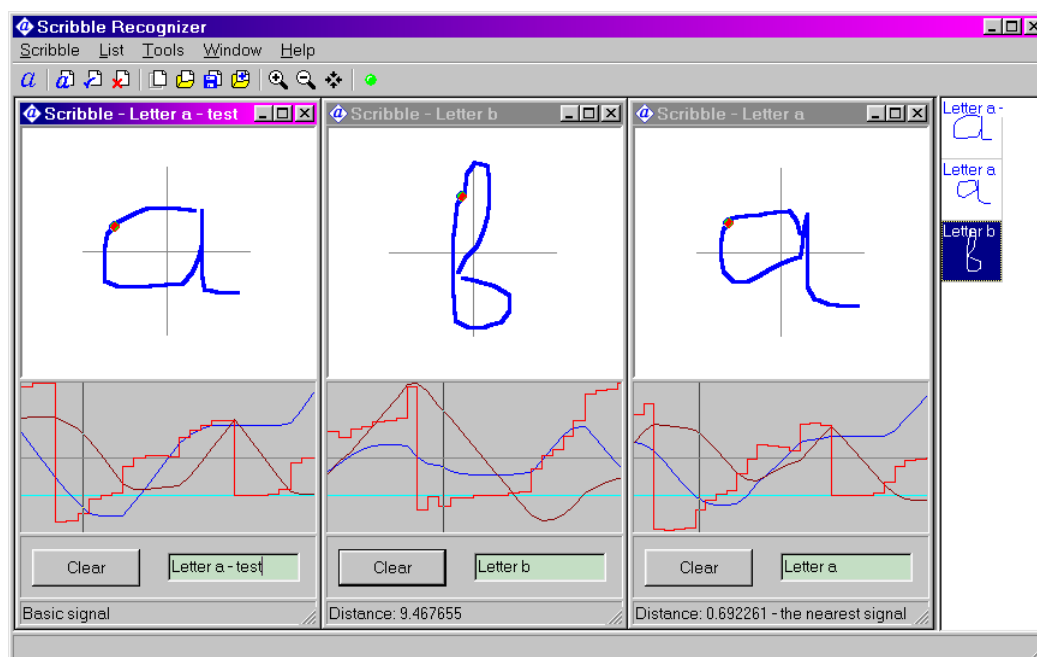 Scribble Recognizer
Scribble List Tools Window Help
Scribble - Letter a - test
Scribble - Letter b
Scribble - Letter a
Letter a -
Letter a
Letter b
Clear
Letter a - test
Clear
Letter b
Clear
Letter a
Basic signal
Distance: 9.467655
Distance: 0.692261 - the nearest signal